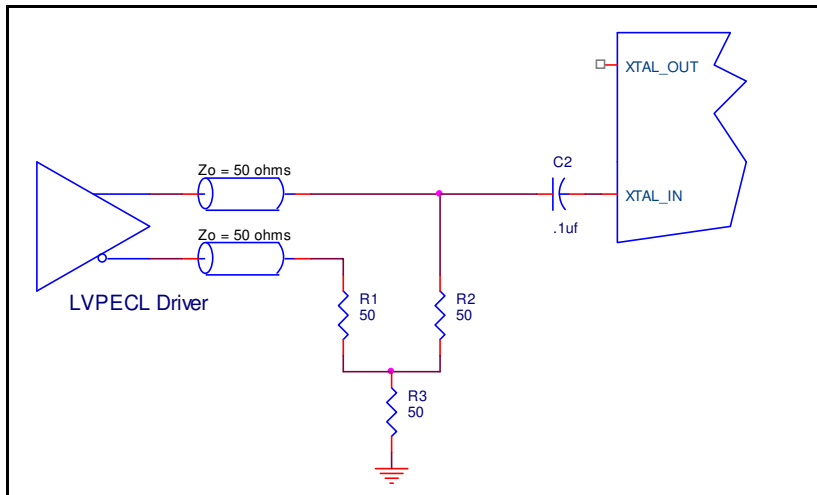 XTAL_OUT
C2
Zo = 50 ohms
XTAL_IN
.1uf
Zo = 50 ohms
LVPECL Driver
R1
50
R2
50
R3
50